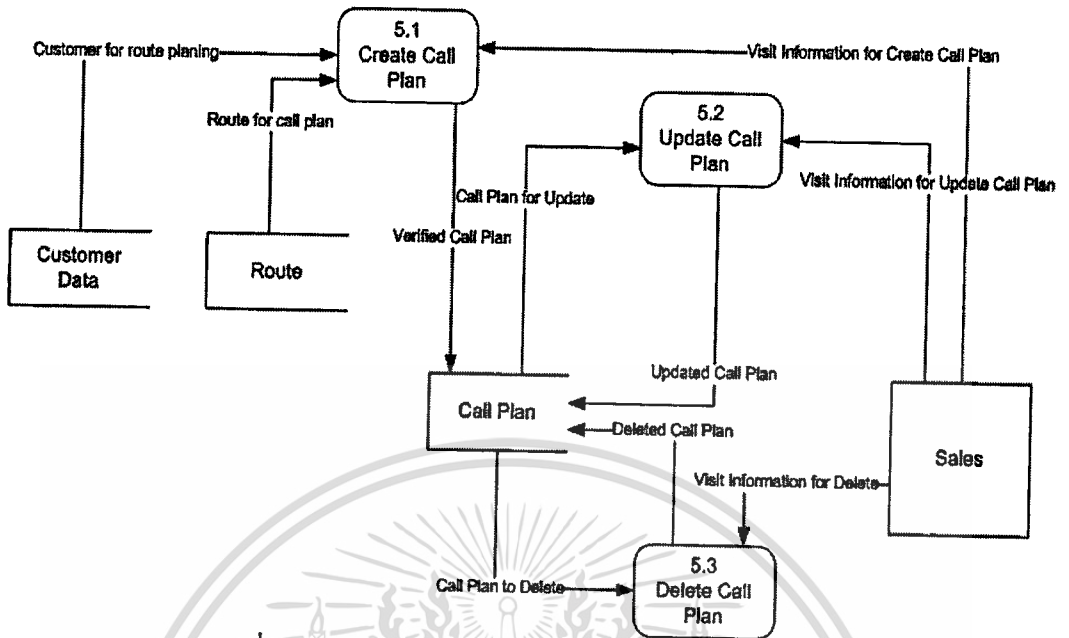 5.1
Create Call
Plan
Customer for route planing
Visit Information for Create Call Plan
Route for call plan
5.2
Update Call
Plan
Visit Information for Update Call Plan
Call Plan for Update
Verified Call Plan
Customer
Data
Route
Updated Call Plan
Call Plan
Deleted Call Plan
Sales
Visit Information for Delete
5.3
Delete Call
Plan
Call Plan to Delete